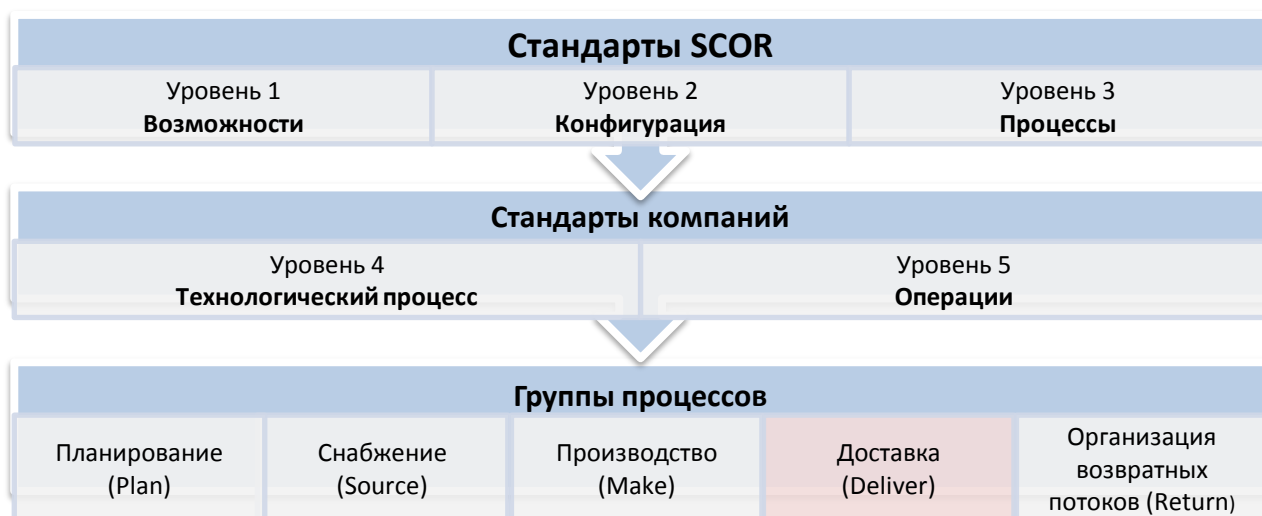 Стандарты SCOR
Уровень 1
Возможности
Уровень 2
Конфигурация
Уровень 3
Процессы
Стандарты компаний
Уровень 4
Технологический процесс
Уровень 5
Операции
Группы процессов
Планирование
(Plan)
Снабжение
(Source)
Производство
(Make)
Доставка
(Deliver)
Организация
возвратных
потоков (Return)